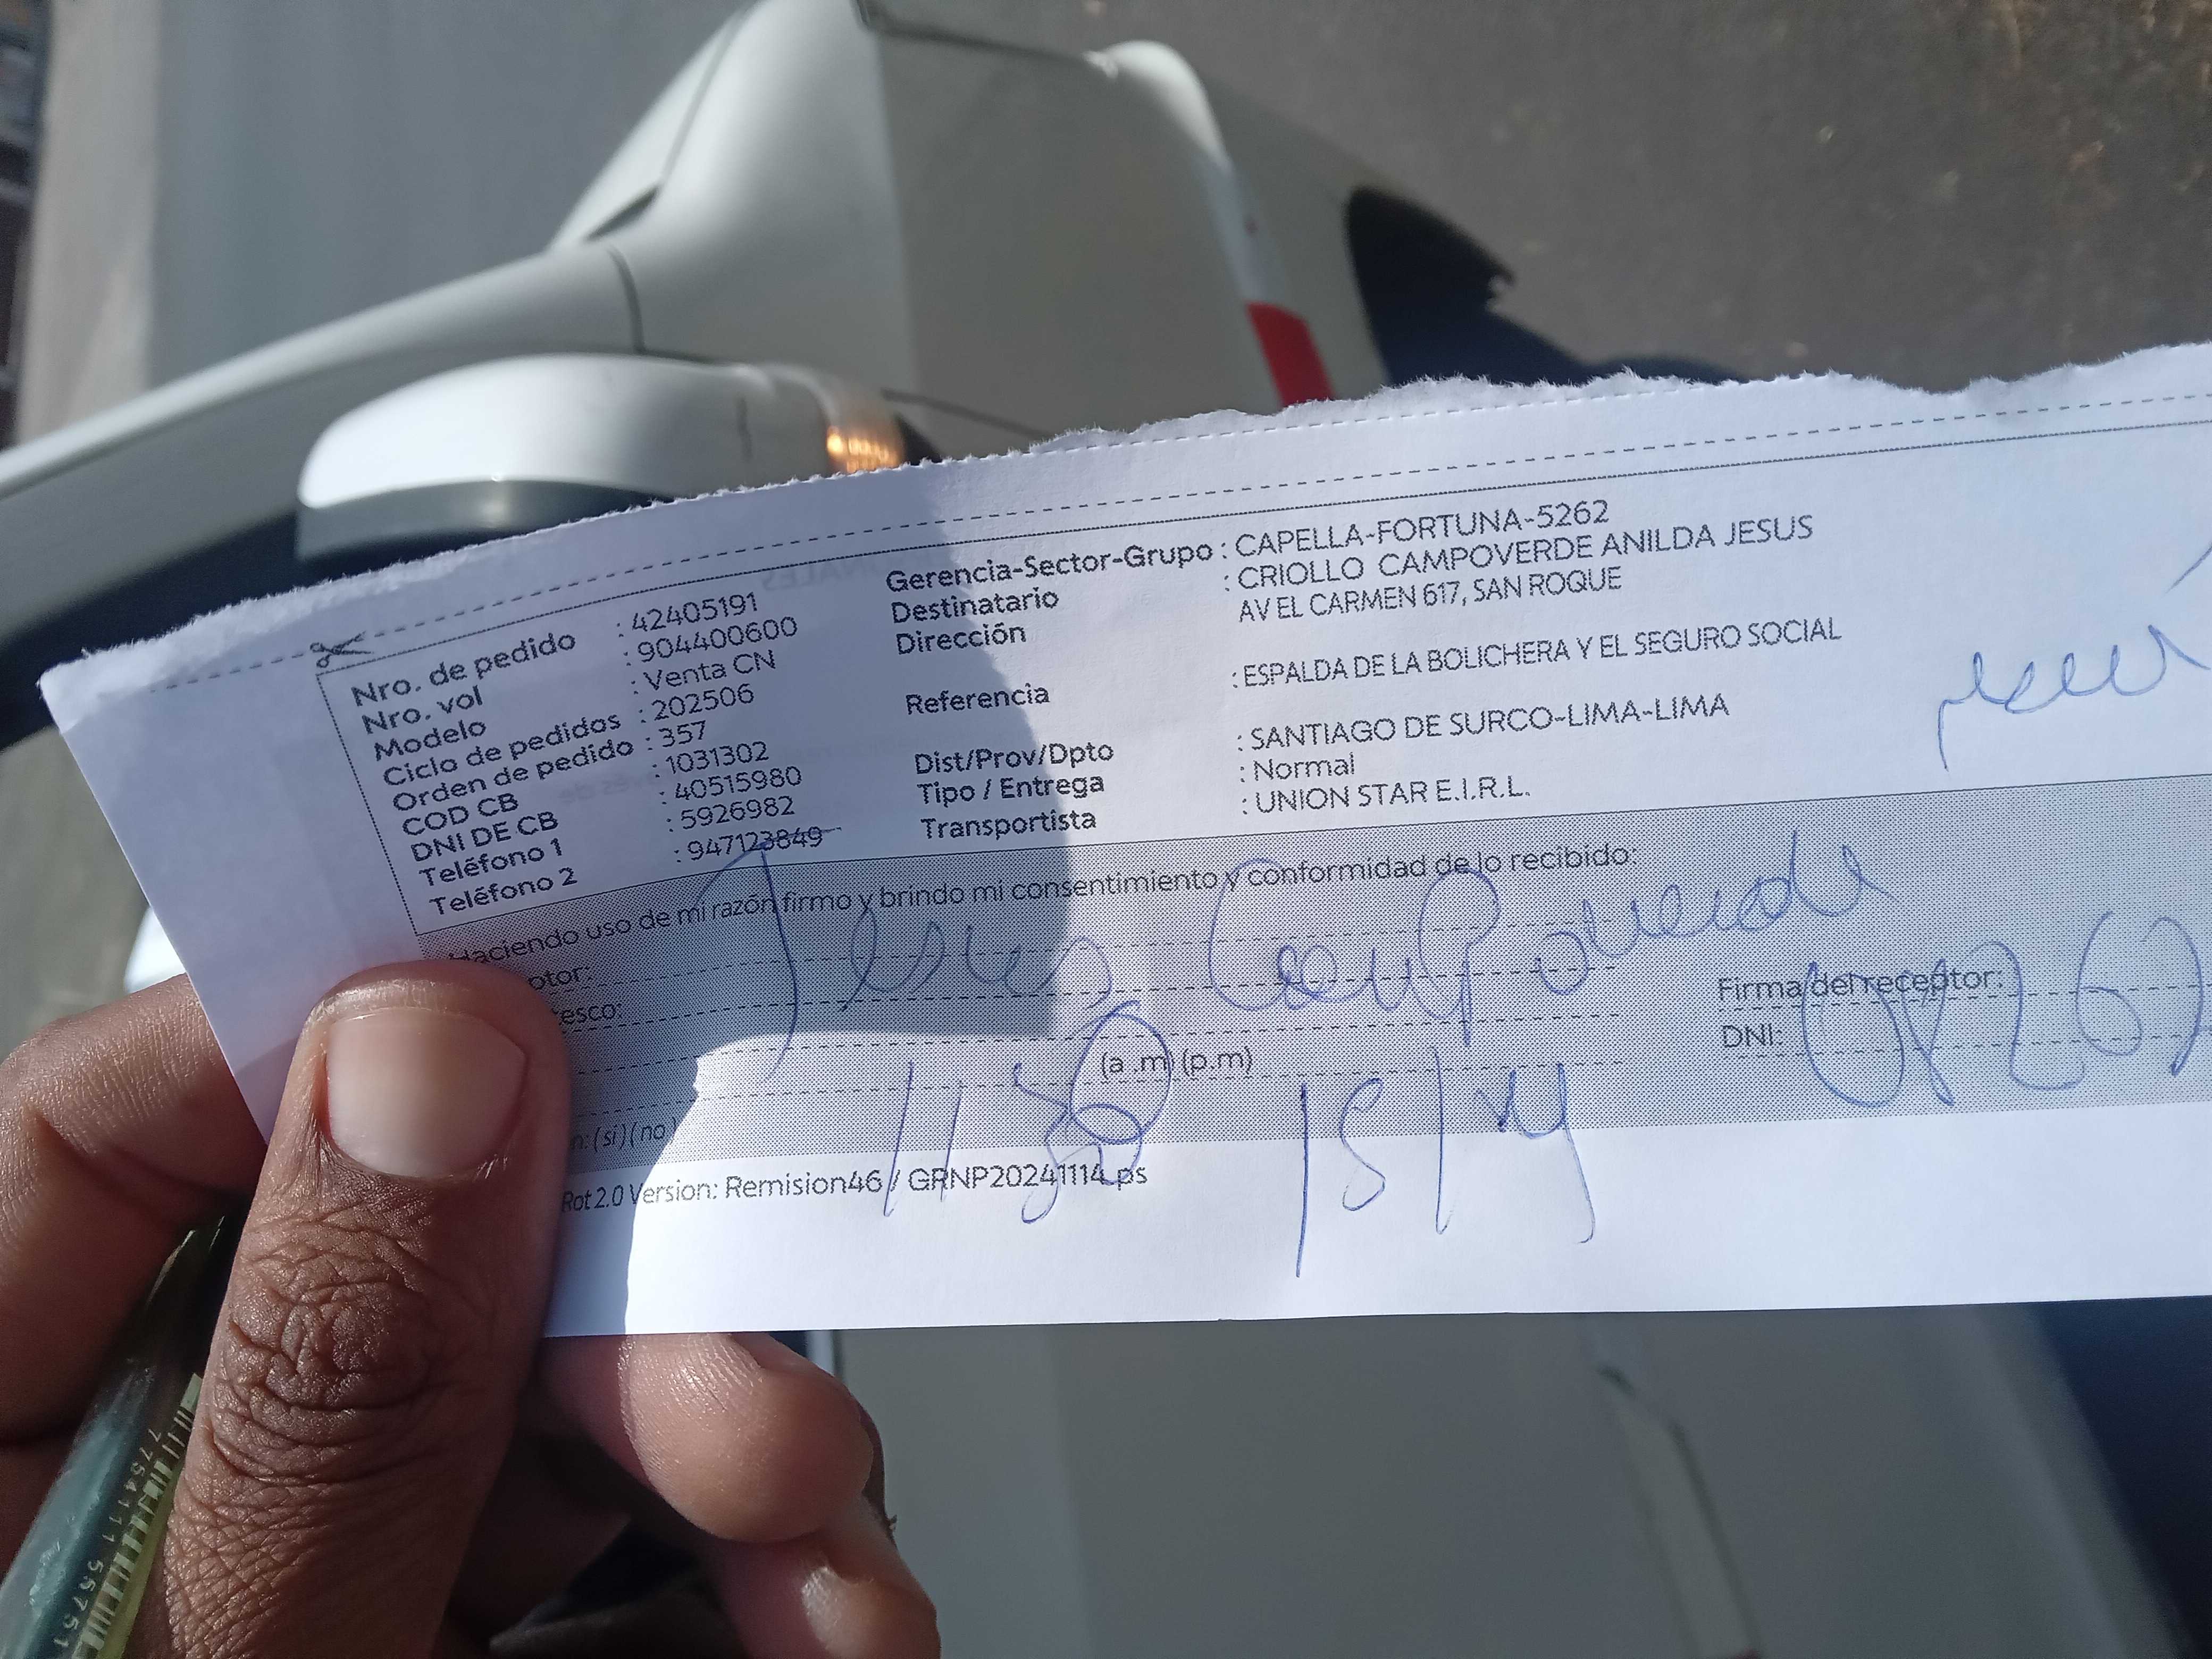 Nro. de pedido : 42405191
Nro. vol : 904400600
Modelo : Venta CN
Ciclo de pedidos : 202506
Orden de pedido : 357
COD CB : 1031302
DNI DE CB : 40515980
Teléfono 1 : 5926982
Teléfono 2 : 947123849
Gerencia-Sector-Grupo : CAPELLA-FORTUNA-5262
Destinatario : CRIOLLO CAMPOVERDE ANILDA JESUS
Dirección AV EL CARMEN 617, SAN ROQUE
Referencia : ESPALDA DE LA BOLICHERA Y EL SEGURO SOCIAL
Dist/Prov/Dpto : SANTIAGO DE SURCO-LIMA-LIMA
Tipo / Entrega : Normal
Transportista : UNION STAR E.I.R.L.
Haciendo uso de mi razón firmo y brindo mi consentimiento y conformidad de lo recibido:
ptor: Jesus Campoverde
esco:
Firma del receptor:
DNI:
(a .m) (p.m)
n: (si) (no)
Rot 2.0 Version: Remision46 / GRNP20241114.ps